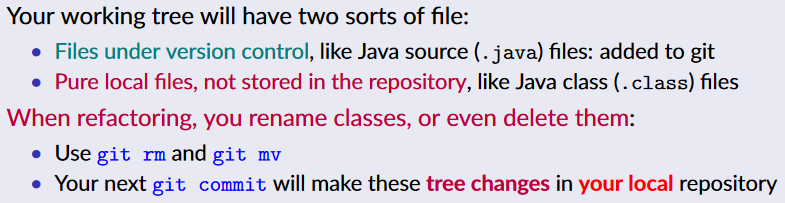 Your working tree will have two sorts of file:
• Files under version control, like Java source (.java) files: added to git
• Pure local files, not stored in the repository, like Java class (.class) files
When refactoring, you rename classes, or even delete them:
• Use git rm and git mv
• Your next git commit will make these tree changes in your local repository